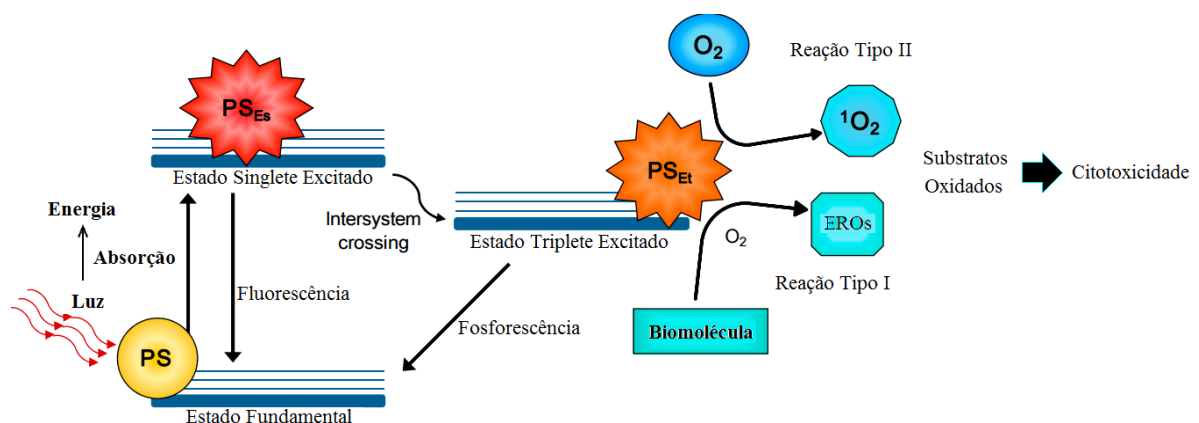 O2
Reação Tipo II
PSEs
1O2
PSEt
Substratos
Oxidados
Citotoxicidade
Estado Singlete Excitado
Energia
Intersystem
crossing
Estado Triplete Excitado
O2
EROs
Absorção
Reação Tipo I
Luz
Fluorescência
Fosforescência
Biomolécula
PS
Estado Fundamental